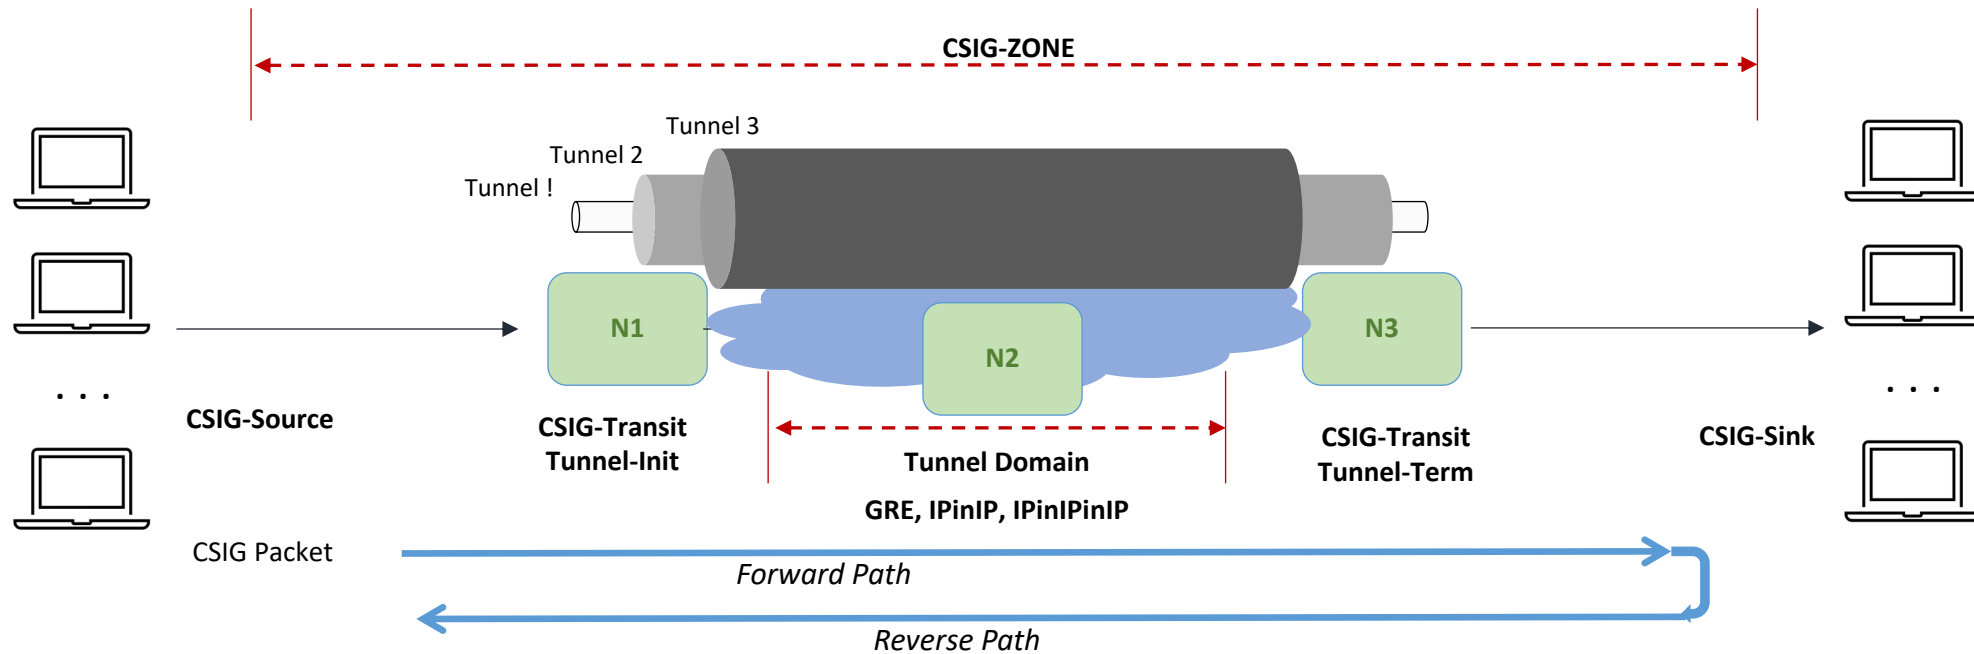 CSIG-ZONE
Tunnel 3
Tunnel 2
Tunnel !
N1
N2
N3
CSIG-Source
CSIG-Transit
Tunnel-Init
Tunnel Domain
GRE, IPinIP, IPinIPinIP
CSIG-Transit
Tunnel-Term
CSIG-Sink
. . .
. . .
CSIG Packet
Forward Path
Reverse Path